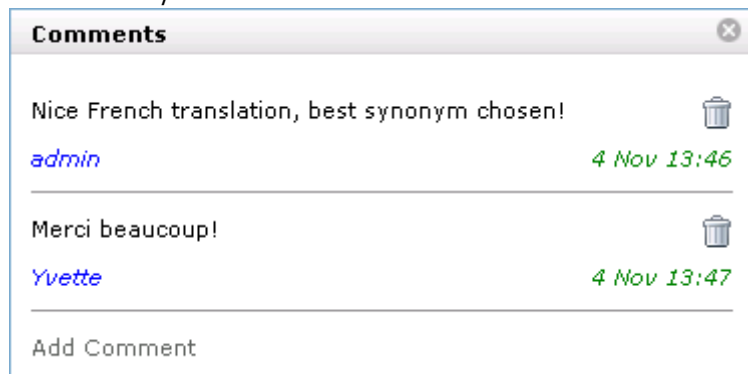 Comments
Nice French translation, best synonym chosen!
admin 4 Nov 13:46
Merci beaucoup!
Yvette 4 Nov 13:47
Add Comment